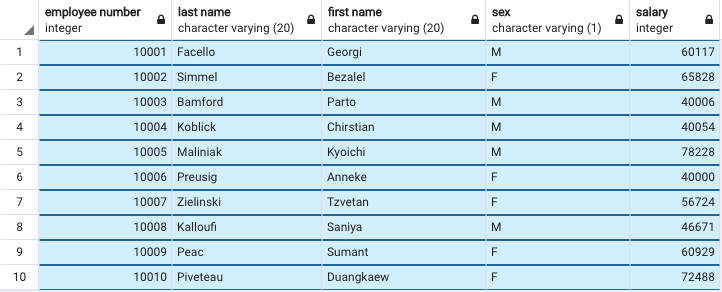 employee number last name first name sex salary
integer character varying (20) character varying (20) character varying (1) integer
1 10001 Facello Georgi M 60117
2 10002 Simmel Bezalel F 65828
3 10003 Bamford Parto M 40006
4 10004 Koblick Chirstian M 40054
5 10005 Maliniak Kyoichi M 78228
6 10006 Preusig Anneke F 40000
7 10007 Zielinski Tzvetan F 56724
8 10008 Kalloufi Saniya M 46671
9 10009 Peac Sumant F 60929
10 10010 Piveteau Duangkaew F 72488